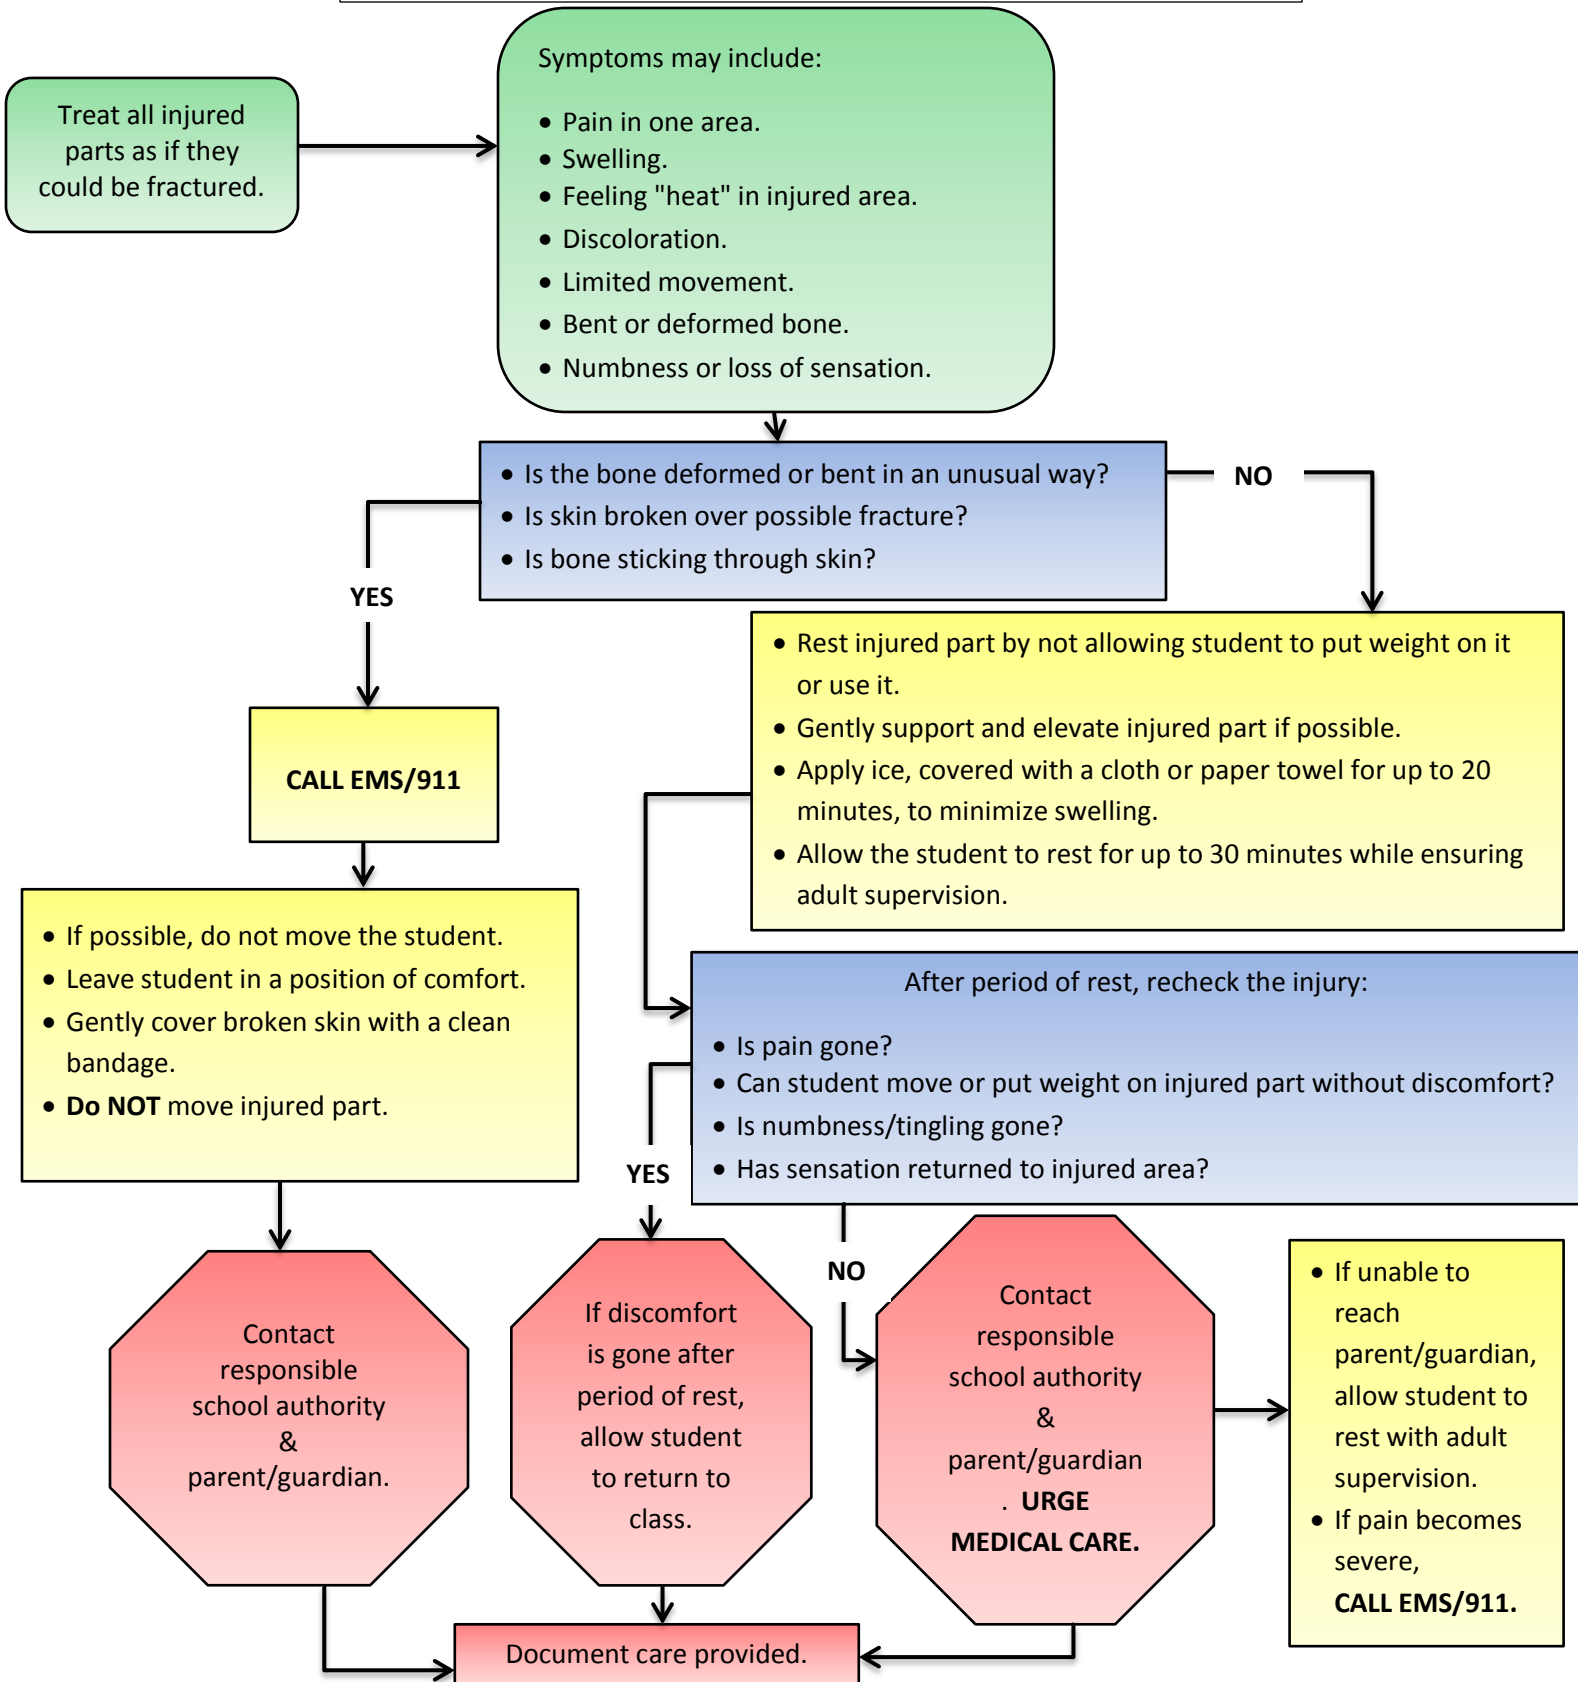 Treat all injured
parts as if they
could be fractured.
Symptoms may include:
• Pain in one area.
• Swelling.
• Feeling "heat" in injured area.
• Discoloration.
• Limited movement.
• Bent or deformed bone.
• Numbness or loss of sensation.
• Is the bone deformed or bent in an unusual way?
• Is skin broken over possible fracture?
• Is bone sticking through skin?
NO
YES
• Rest injured part by not allowing student to put weight on it
or use it.
• Gently support and elevate injured part if possible.
• Apply ice, covered with a cloth or paper towel for up to 20
minutes, to minimize swelling.
• Allow the student to rest for up to 30 minutes while ensuring
adult supervision.
CALL EMS/911
• If possible, do not move the student.
• Leave student in a position of comfort.
• Gently cover broken skin with a clean
bandage.
• Do NOT move injured part.
After period of rest, recheck the injury:
• Is pain gone?
• Can student move or put weight on injured part without discomfort?
• Is numbness/tingling gone?
• Has sensation returned to injured area?
YES
NO
Contact
responsible
school authority
&
parent/guardian.
If discomfort
is gone after
period of rest,
allow student
to return to
class.
Contact
responsible
school authority
&
parent/guardian
. URGE
MEDICAL CARE.
• If unable to
reach
parent/guardian,
allow student to
rest with adult
supervision.
• If pain becomes
severe,
CALL EMS/911.
Document care provided.